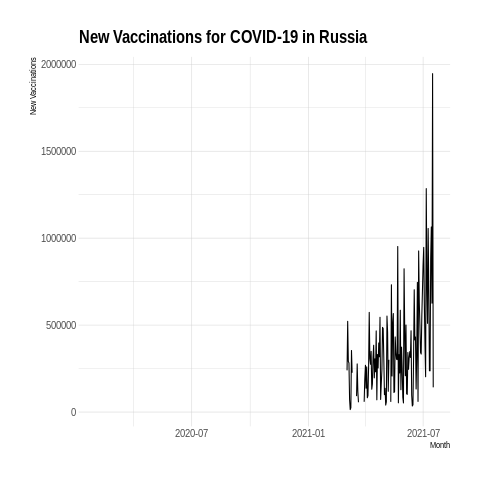 New Vaccinations for COVID-19 in Russia
New Vaccinations
2000000
1500000
1000000
500000
0
2020-07
2021-01
2021-07
Month